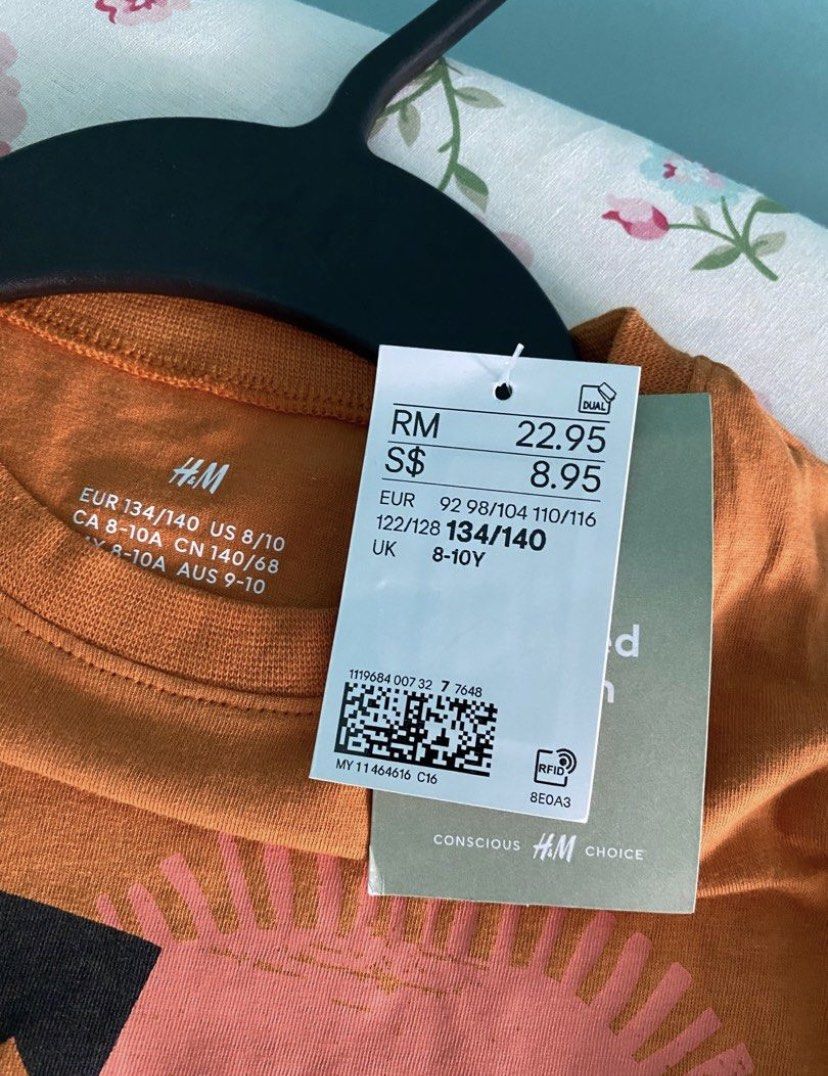 H&M
EUR 134/140 US 8/10
CA 8-10A CN 140/68
8-10A AUS 9-10
DUAL
RM 22.95
S$ 8.95
EUR 92 98/104 110/116
122/128 134/140
UK 8-10Y
1119684 007 32 7 7648
MY 11 464616 C16
RFID
8E0A3
CONSCIOUS H&M CHOICE